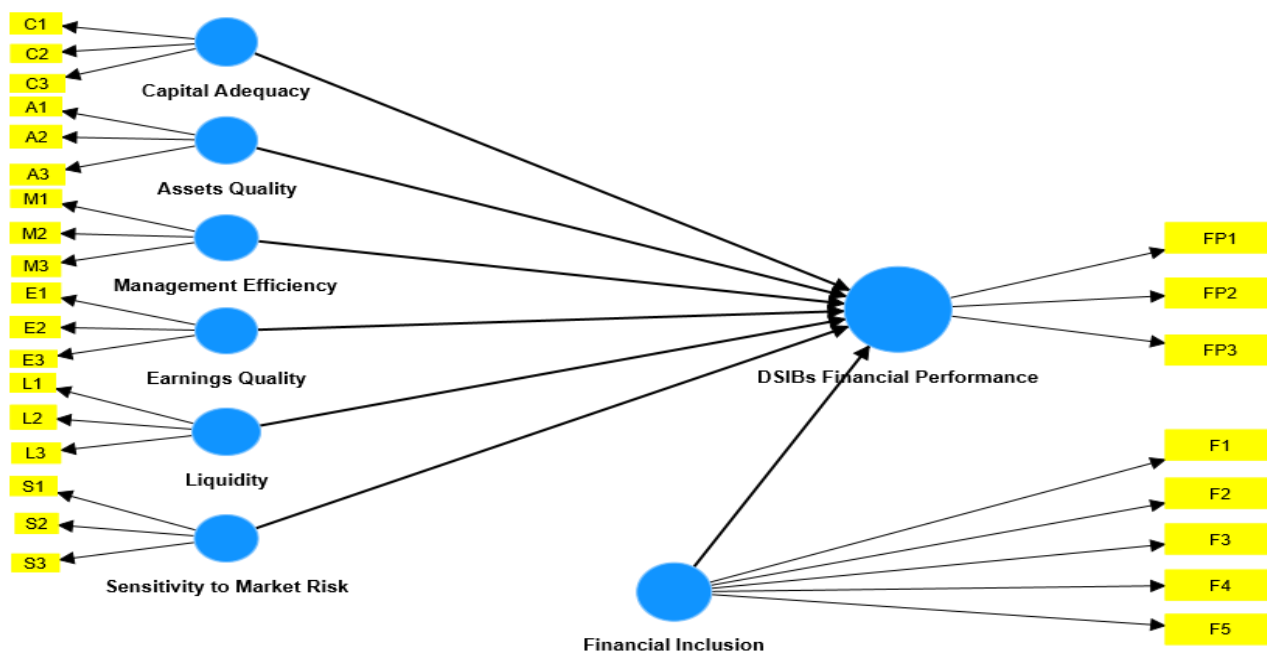 C1
C2
C3
Capital Adequacy
A1
A2
A3
Assets Quality
M1
M2
M3
Management Efficiency
E1
E2
E3
Earnings Quality
L1
L2
L3
Liquidity
S1
S2
S3
Sensitivity to Market Risk
DSIBs Financial Performance
FP1
FP2
FP3
Financial Inclusion
F1
F2
F3
F4
F5